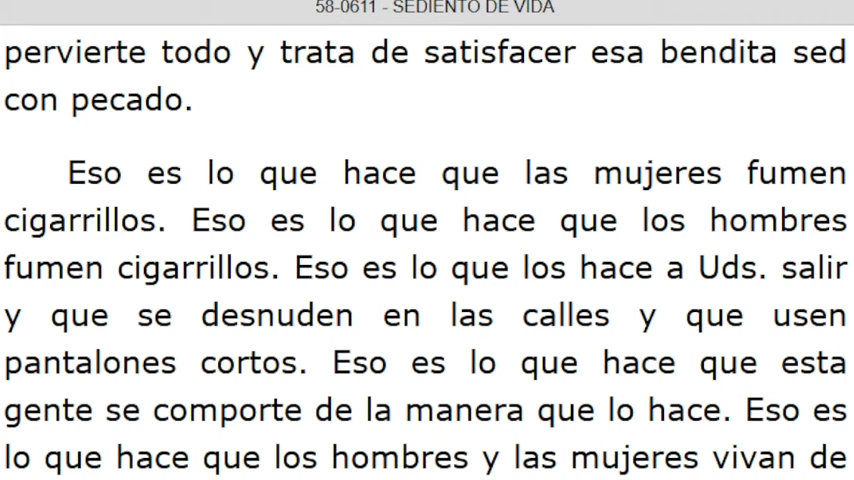 58-0611 - SEDIENTO DE VIDA
pervierte todo y trata de satisfacer esa bendita sed
con pecado.
Eso es lo que hace que las mujeres fumen
cigarrillos. Eso es lo que hace que los hombres
fumen cigarrillos. Eso es lo que los hace a Uds. salir
y que se desnuden en las calles y que usen
pantalones cortos. Eso es lo que hace que esta
gente se comporte de la manera que lo hace. Eso es
lo que hace que los hombres y las mujeres vivan de